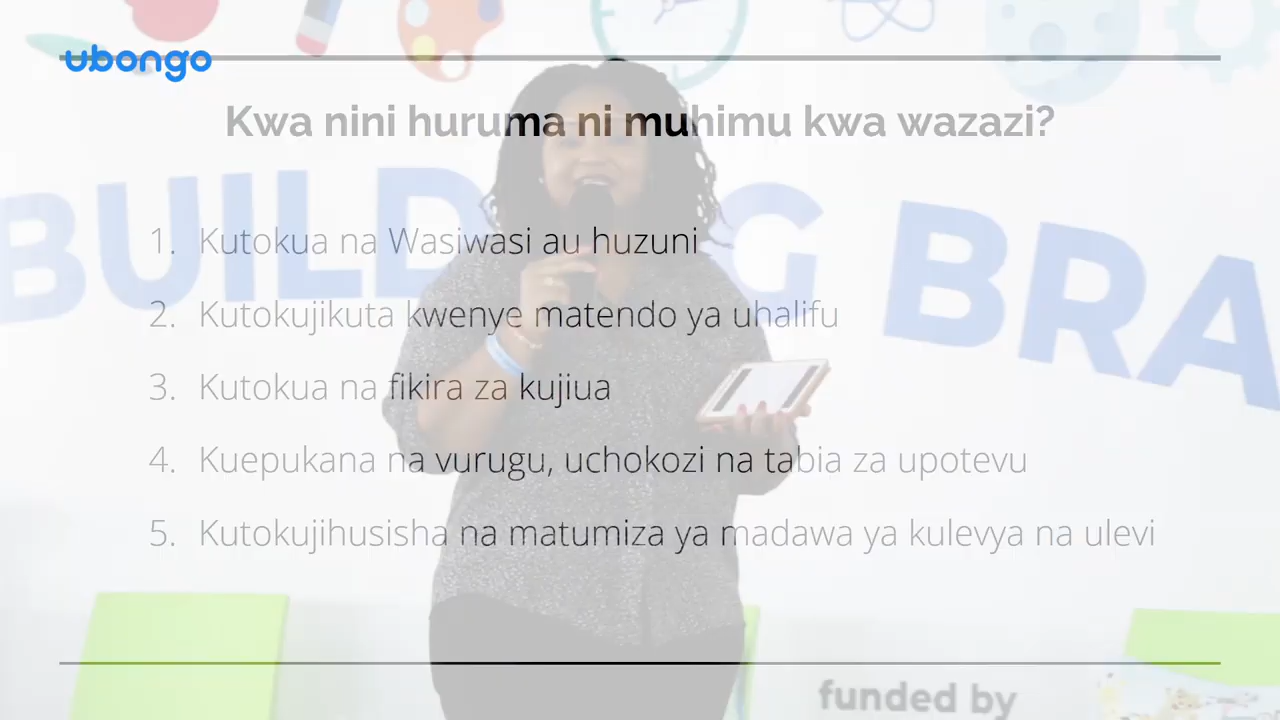 ubongo
Kwa nini huruma ni muhimu kwa wazazi?
BUILDING BRA
1. Kutokua na Wasiwasi au huzuni
2. Kutokujikuta kwenye matendo ya uhalifu
3. Kutokua na fikira za kujiua
4. Kuepukana na vurugu, uchokozi na tabia za upotevu
5. Kutokujihusisha na matumiza ya madawa ya kulevya na ulevi
funded by